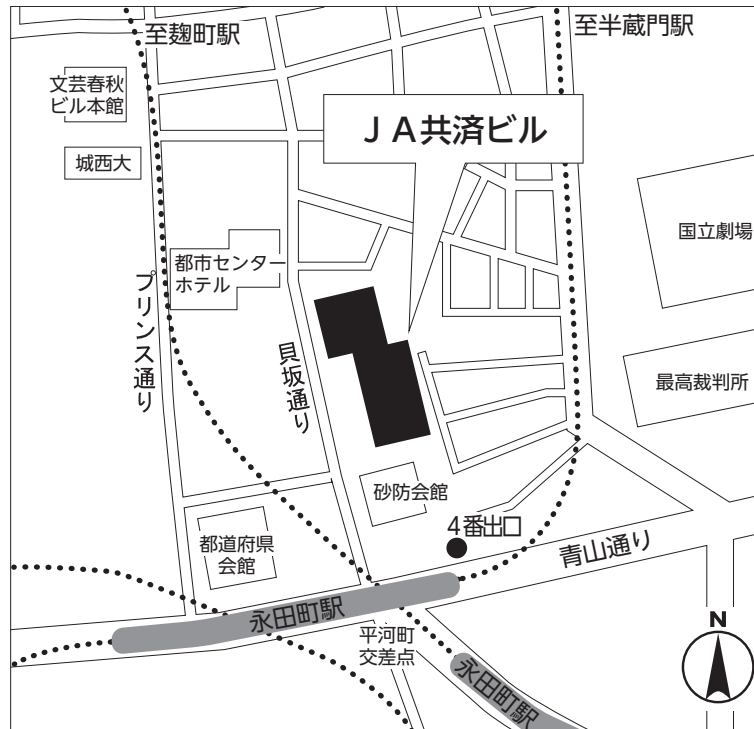 至麹町駅
至半蔵門駅
文芸春秋
ビル本館
ＪＡ共済ビル
城西大
国立劇場
都市センター
ホテル
プリンス通り
貝坂通り
最高裁判所
砂防会館
4番出口
都道府県
会館
青山通り
永田町駅
平河町
交差点
永田町駅
N